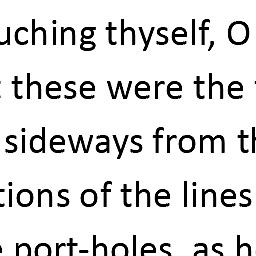 uching thyself, O
these were the
sideways from th
tions of the lines
port-holes, as h